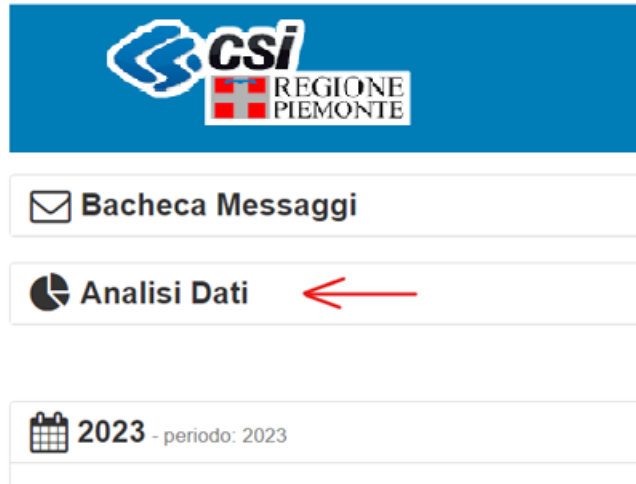 csi
REGIONE
PIEMONTE
Bacheca Messaggi
Analisi Dati
2023 - periodo: 2023